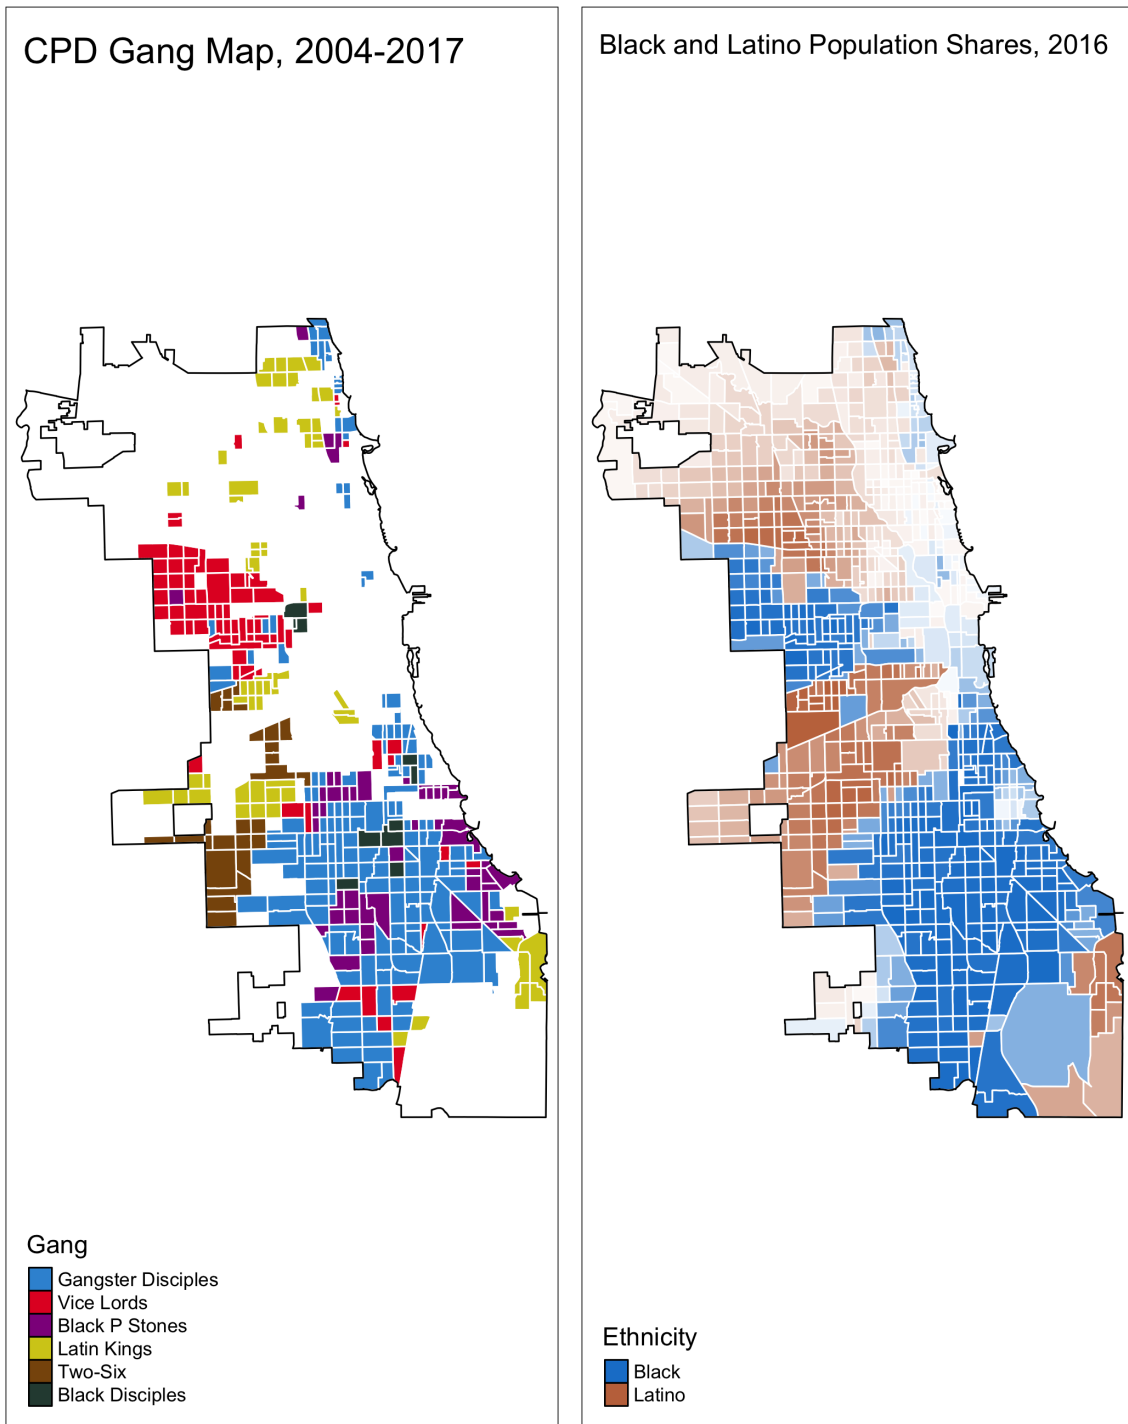 CPD Gang Map, 2004-2017
Gang
Gangster Disciples
Vice Lords
Black P Stones
Latin Kings
Two-Six
Black Disciples
Black and Latino Population Shares, 2016
Ethnicity
Black
Latino